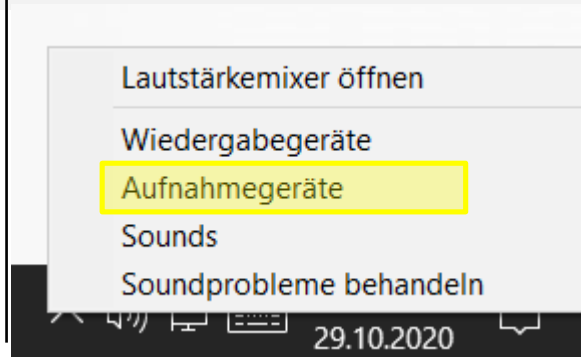 Lautstärkemixer öffnen
Wiedergabegeräte
Aufnahmegeräte
Sounds
Soundprobleme behandeln
29.10.2020